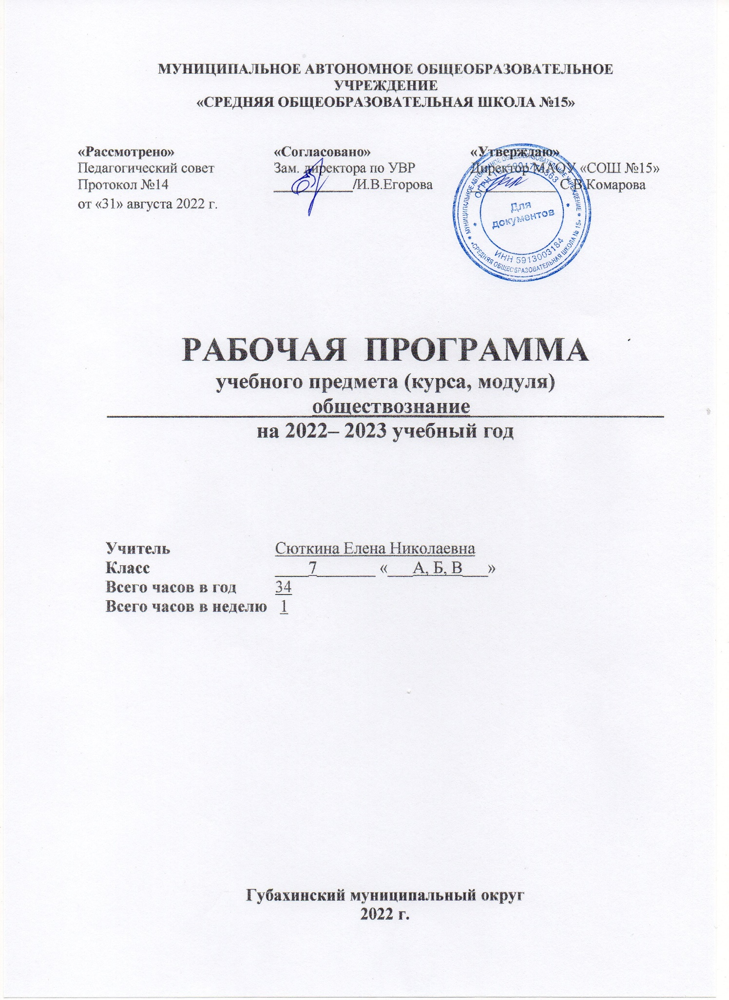 МУНИЦИПАЛЬНОЕ АВТОНОМНОЕ ОБЩЕОБРАЗОВАТЕЛЬНОЕ
УЧРЕЖДЕНИЕ
«СРЕДНЯЯ ОБЩЕОБРАЗОВАТЕЛЬНАЯ ШКОЛА №15»
«Рассмотрено»
Педагогический совет
Протокол №14
от «31» августа 2022 г.
«Согласовано»
Зам. директора по УВР
____________/И.В.Егорова
«Утверждаю»
Директор МАОУ «СОШ №15»
_____________ С.В.Комарова
МУНИЦИПАЛЬНОЕ АВТОНОМНОЕ ОБЩЕОБРАЗОВАТЕЛЬНОЕ УЧРЕЖДЕНИЕ
«СРЕДНЯЯ ОБЩЕОБРАЗОВАТЕЛЬНАЯ ШКОЛА № 15»
ОГРН
Для
документов
ИНН 5913003184
РАБОЧАЯ ПРОГРАММА
учебного предмета (курса, модуля)
обществознание
на 2022– 2023 учебный год
Учитель Сюткина Елена Николаевна
Класс ____7_______ «___А, Б, В___»
Всего часов в год 34
Всего часов в неделю 1
Губахинский муниципальный округ
2022 г.